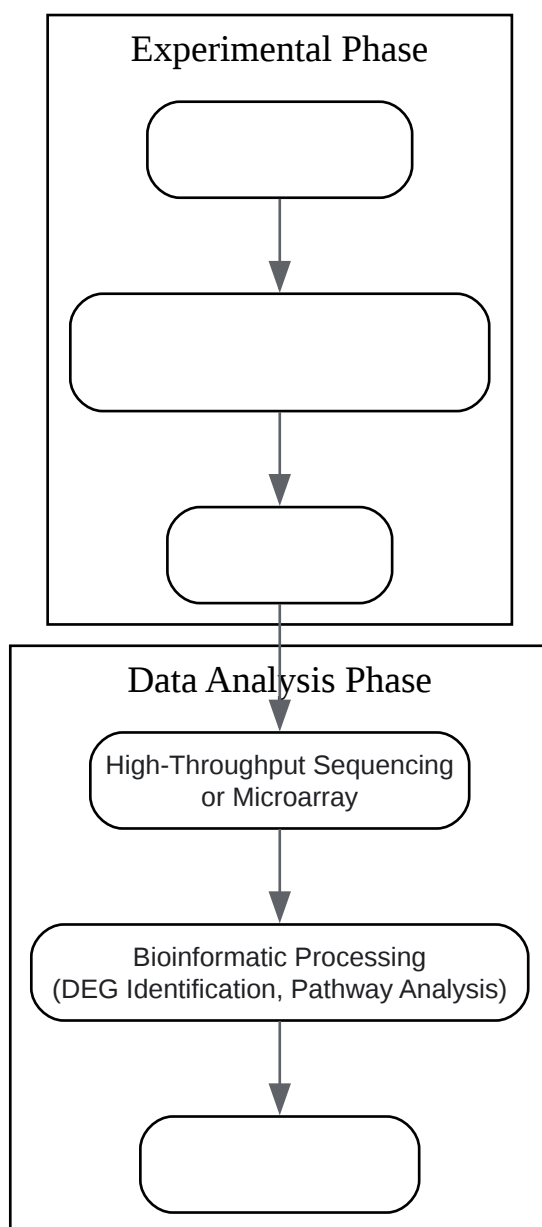 Experimental Phase
Data Analysis Phase
High-Throughput Sequencing
or Microarray
Bioinformatic Processing
(DEG Identification, Pathway Analysis)